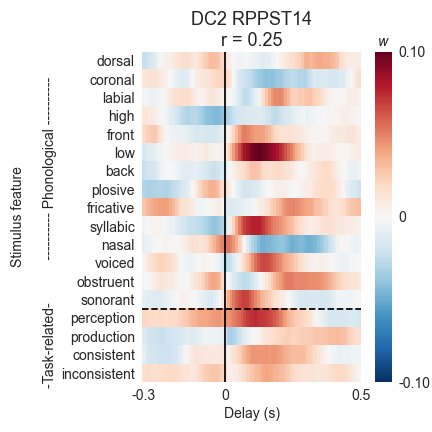 DC2 RPPST14
r = 0.25
w
dorsal
coronal
labial
high
front
low
back
plosive
fricative
syllabic
nasal
voiced
obstruent
sonorant
perception
production
consistent
inconsistent
Stimulus feature
-Task-related- ---------- Phonological ----------
-0.3 0 0.5
Delay (s)
0.10
0
-0.10